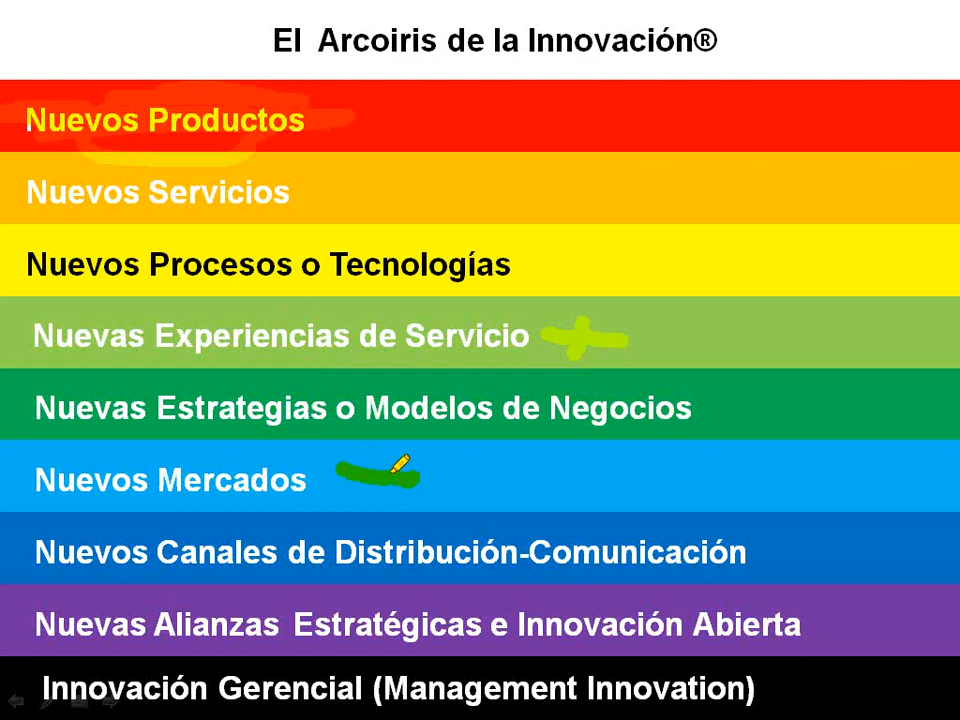 El Arcoiris de la Innovación®
Nuevos Productos
Nuevos Servicios
Nuevos Procesos o Tecnologías
Nuevas Experiencias de Servicio
Nuevas Estrategias o Modelos de Negocios
Nuevos Mercados
Nuevos Canales de Distribución-Comunicación
Nuevas Alianzas Estratégicas e Innovación Abierta
Innovación Gerencial (Management Innovation)